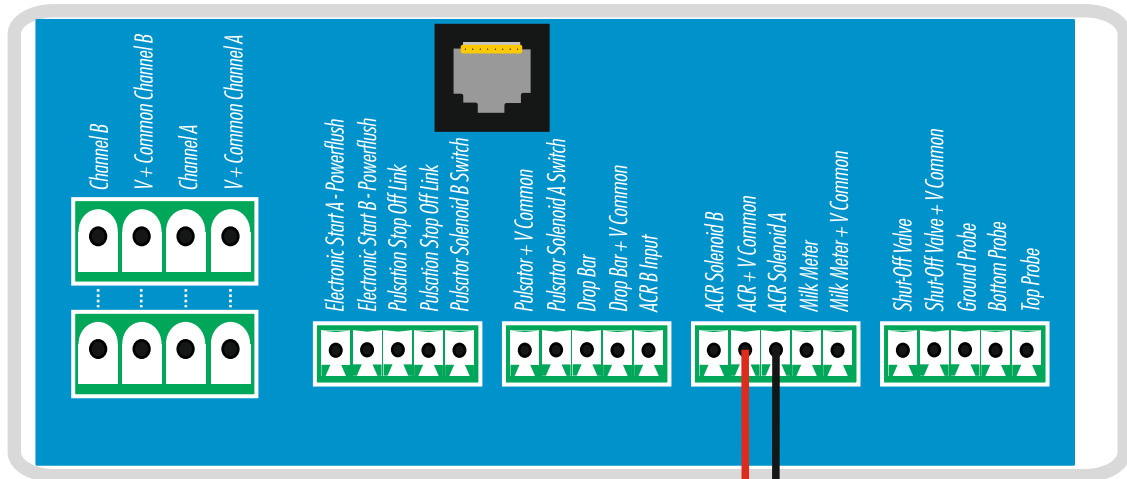 Channel B
V + Common Channel B
Channel A
V + Common Channel A
Electronic Start A - Powerflush
Electronic Start B - Powerflush
Pulsation Stop Off Link
Pulsation Stop Off Link
Pulsator Solenoid B Switch
Pulsator + V Common
Pulsator Solenoid A Switch
Drop Bar
Drop Bar + V Common
ACR B Input
ACR Solenoid B
ACR + V Common
ACR Solenoid A
Milk Meter
Milk Meter + V Common
Shut-Off Valve
Shut-Off Valve + V Common
Ground Probe
Bottom Probe
Top Probe